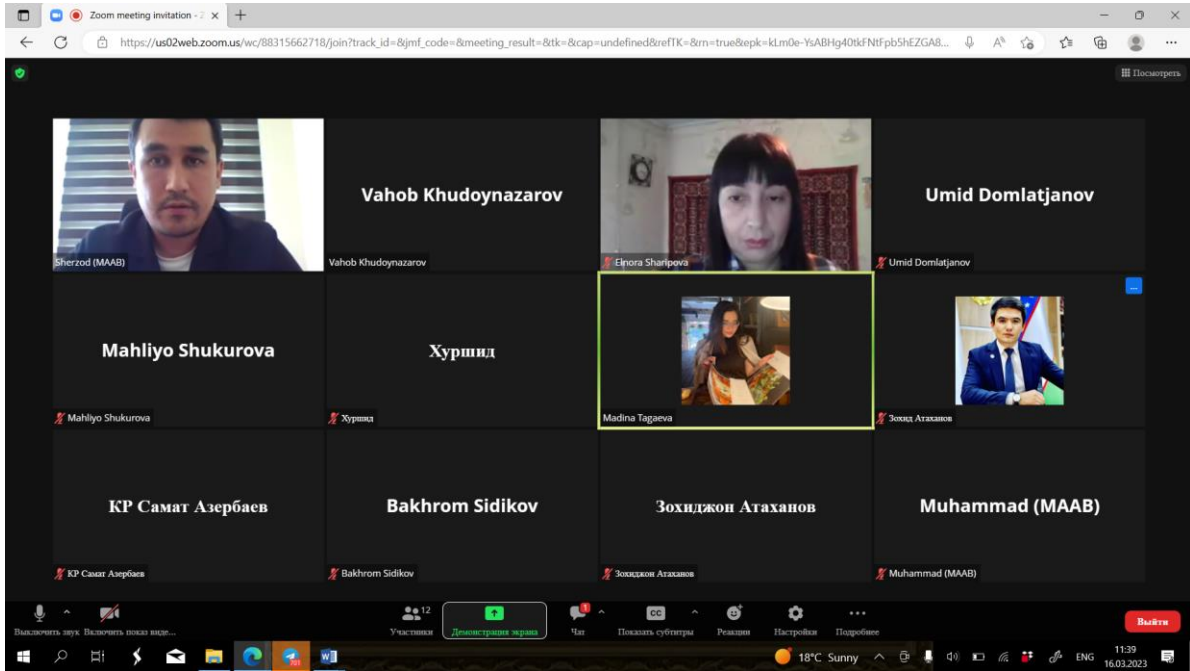 Zoom meeting invitation - Z
https://us02web.zoom.us/wc/88315662718/join?track_id=&jmf_code=&meeting_result=&tk=&cap=undefined&refTK=&rn=true&epk=kLm0e-YsABHg40tkFNtFpb5hEZGA8...
Посмотреть
Sherzod (MAAB)
Vahob Khudoynazarov
Vahob Khudoynazarov
Elnora Sharipova
Umid Domlatjanov
Umid Domlatjanov
Mahliyo Shukurova
Mahliyo Shukurova
Хуршид
Хуршид
Madina Tagaeva
Зохид Атаханов
КР Самат Азербаев
КР Самат Азербаев
Bakhrom Sidikov
Bakhrom Sidikov
Зохиджон Атаханов
Зохиджон Атаханов
Muhammad (MAAB)
Muhammad (MAAB)
12
1
CC
Выключить звук Включить показ виде... Участники Демонстрация экрана Чат Показать субтитры Реакции Настройки Подробнее Выйти
18°C Sunny ENG 11:39
16.03.2023